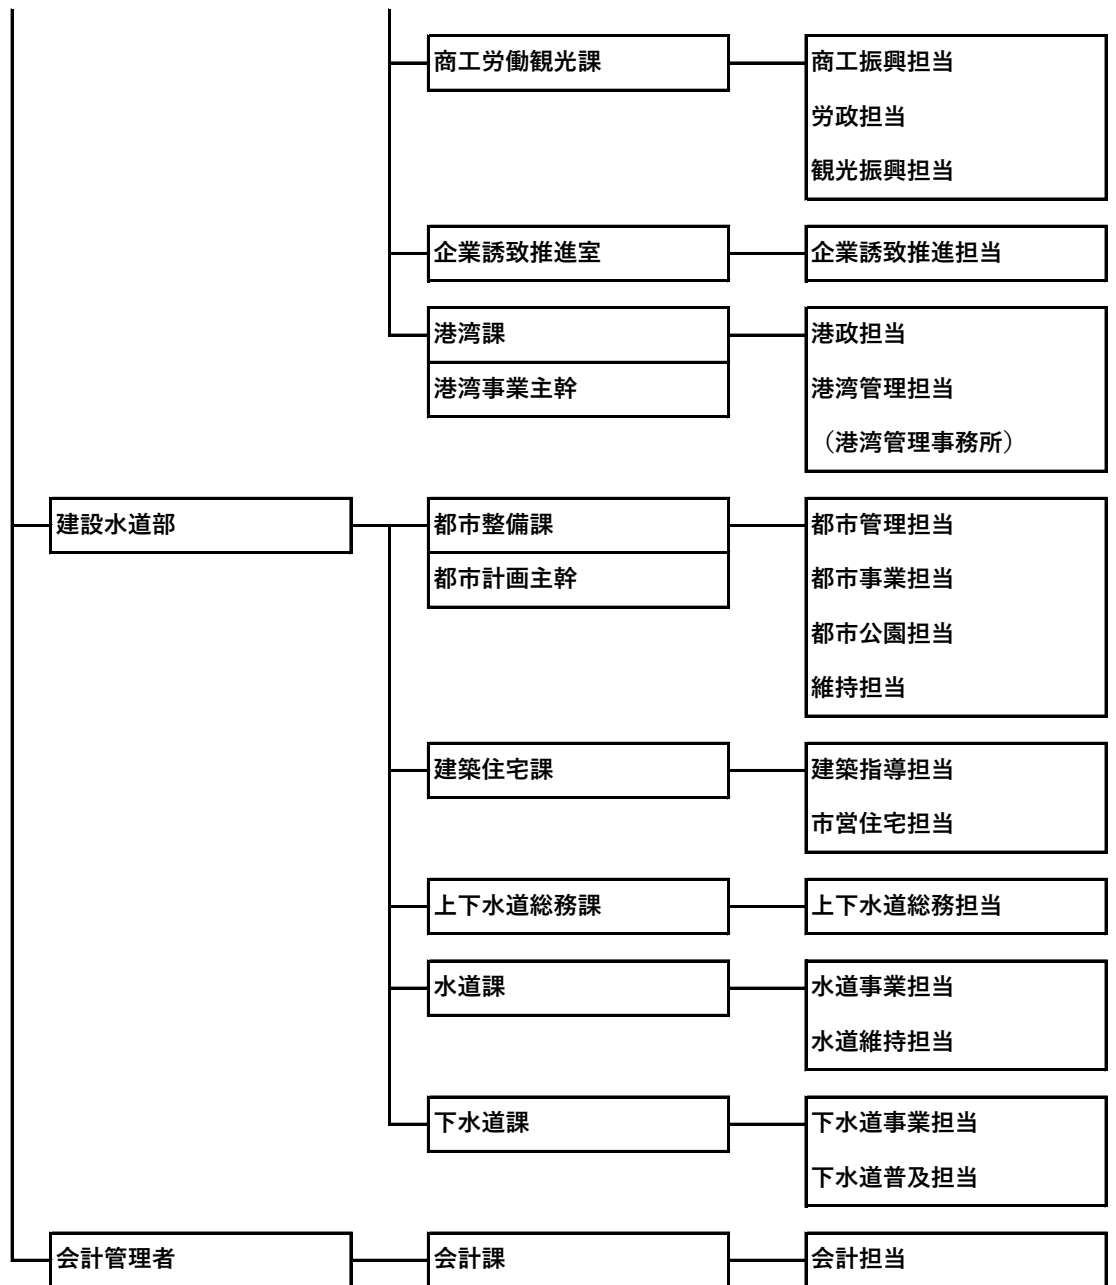 商工労働観光課
商工振興担当
労政担当
観光振興担当
企業誘致推進室
企業誘致推進担当
港湾課
港湾事業主幹
港政担当
港湾管理担当
（港湾管理事務所）
建設水道部
都市整備課
都市計画主幹
都市管理担当
都市事業担当
都市公園担当
維持担当
建築住宅課
建築指導担当
市営住宅担当
上下水道総務課
上下水道総務担当
水道課
水道事業担当
水道維持担当
下水道課
下水道事業担当
下水道普及担当
会計管理者
会計課
会計担当